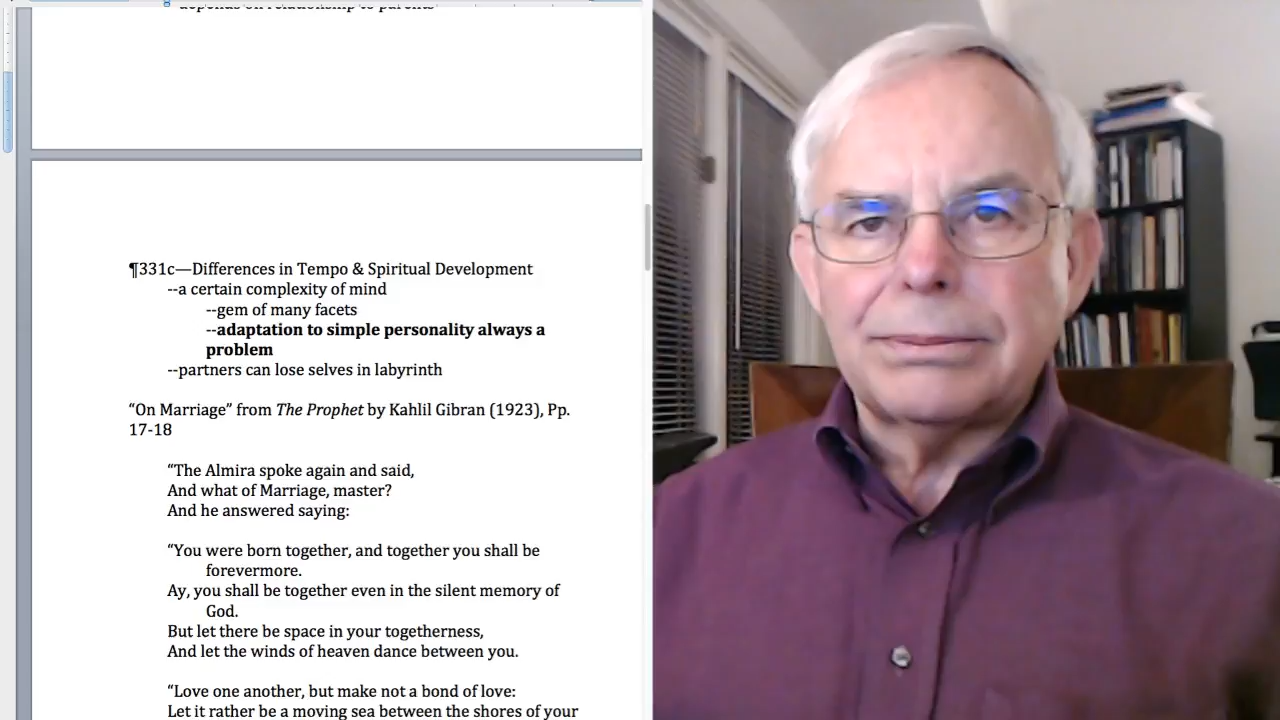 depends on relationship to parents
¶331c—Differences in Tempo & Spiritual Development
--a certain complexity of mind
--gem of many facets
--adaptation to simple personality always a
problem
--partners can lose selves in labyrinth
“On Marriage” from The Prophet by Kahlil Gibran (1923), Pp.
17-18
“The Almira spoke again and said,
And what of Marriage, master?
And he answered saying:
“You were born together, and together you shall be
forevermore.
Ay, you shall be together even in the silent memory of
God.
But let there be space in your togetherness,
And let the winds of heaven dance between you.
“Love one another, but make not a bond of love:
Let it rather be a moving sea between the shores of your